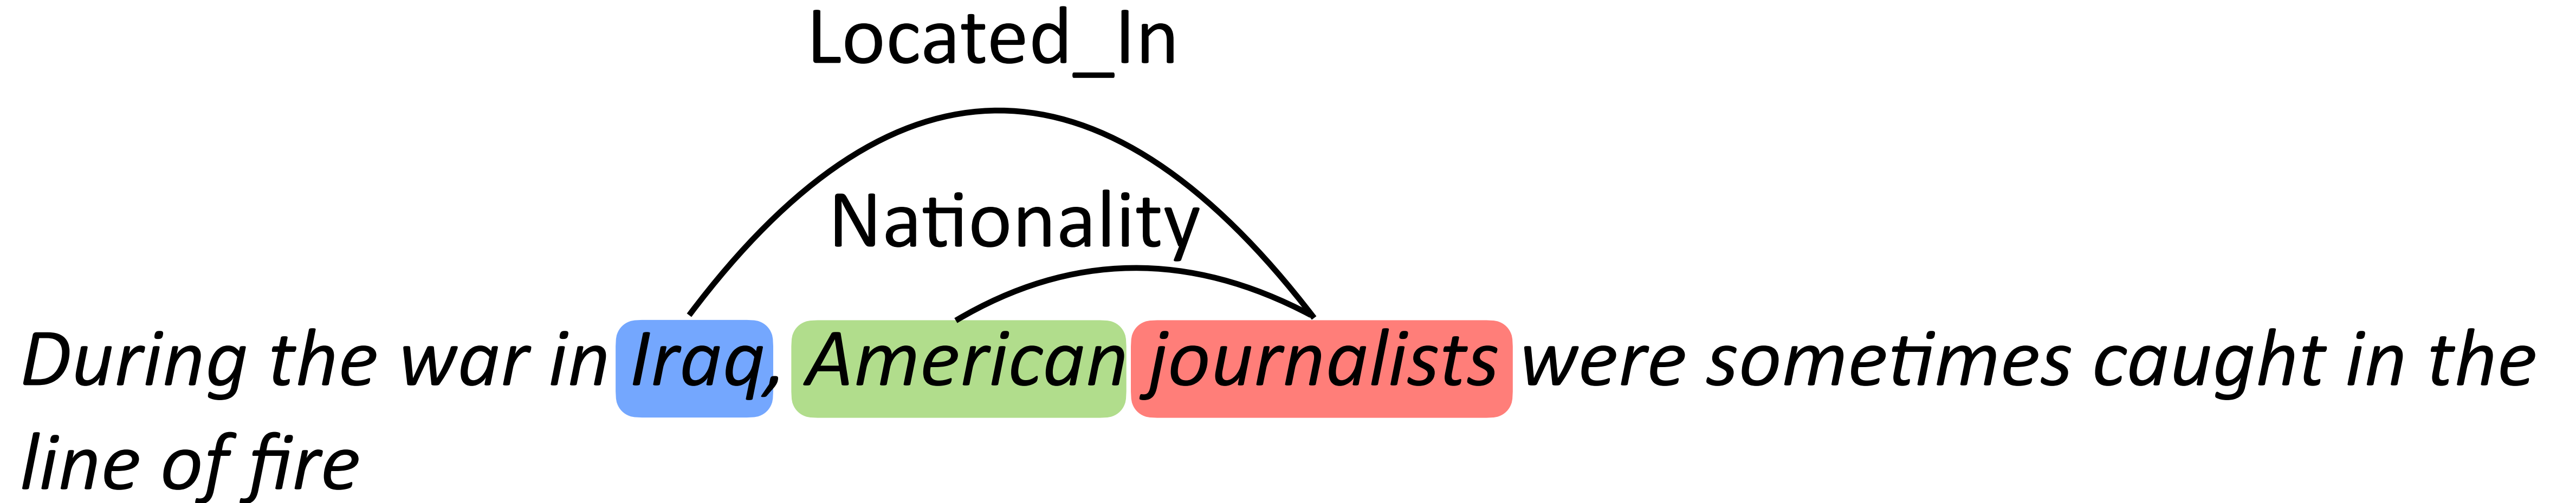 Located_In
Nationality
During the war in Iraq, American journalists were sometimes caught in the
line of fire